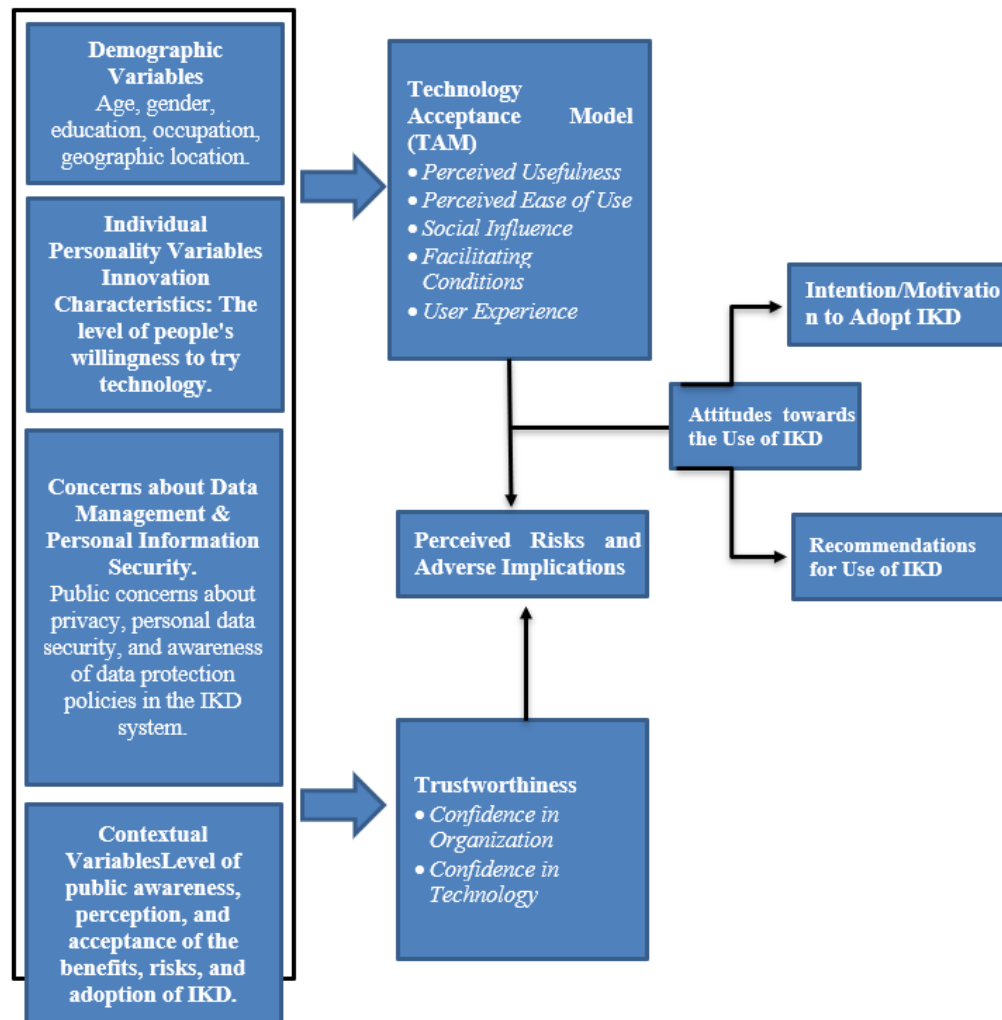 Demographic
Variables
Age, gender,
education, occupation,
geographic location.
Individual
Personality Variables
Innovation
Characteristics: The
level of people's
willingness to try
technology.
Concerns about Data
Management &
Personal Information
Security.
Public concerns about
privacy, personal data
security, and awareness
of data protection
policies in the IKD
system.
Contextual
VariablesLevel of
public awareness,
perception, and
acceptance of the
benefits, risks, and
adoption of IKD.
Technology
Acceptance Model
(TAM)
• Perceived Usefulness
• Perceived Ease of Use
• Social Influence
• Facilitating
Conditions
• User Experience
Perceived Risks and
Adverse Implications
Trustworthiness
• Confidence in
Organization
• Confidence in
Technology
Attitudes towards
the Use of IKD
Intention/Motivatio
n to Adopt IKD
Recommendations
for Use of IKD